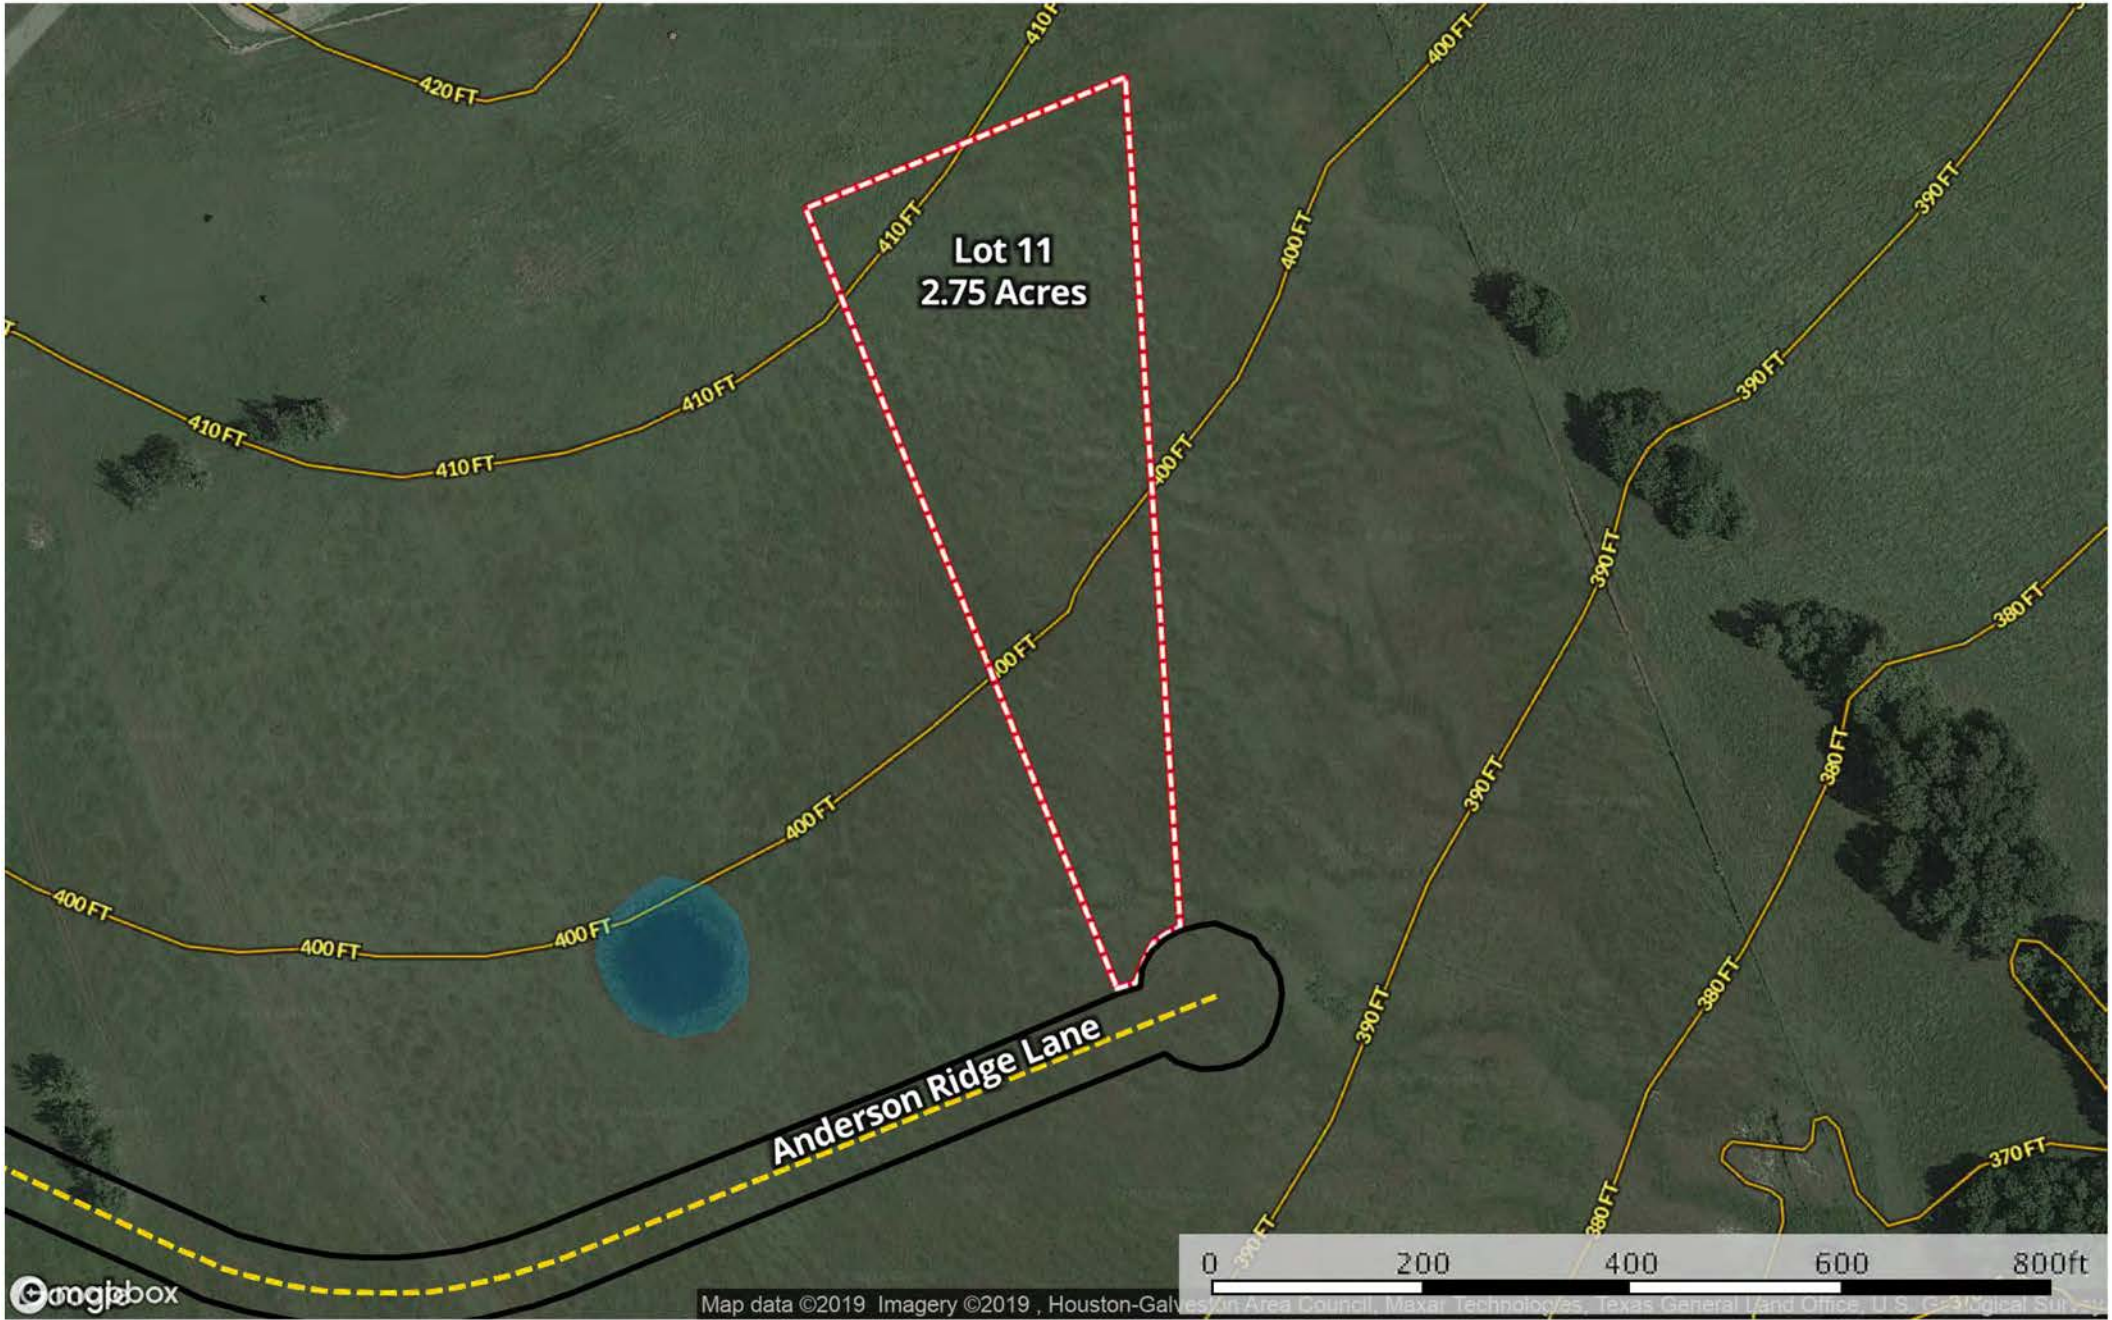 410 F
400 FT
420 FT
390 FT
410 FT
400 FT
Lot 11
2.75 Acres
390 FT
410 FT
410 FT
410 FT
400 FT
390 FT
380 FT
00 FT
380 FT
390 FT
400 FT
400 FT
400 FT
400 FT
380 FT
390 FT
Anderson Ridge Lane
370 FT
380 FT
390 FT
0 200 400 600 800ft
mapbox
Google
Map data ©2019 Imagery ©2019 , Houston-Galveston Area Council, Maxar Technologies, Texas General Land Office, U.S. Geological Survey